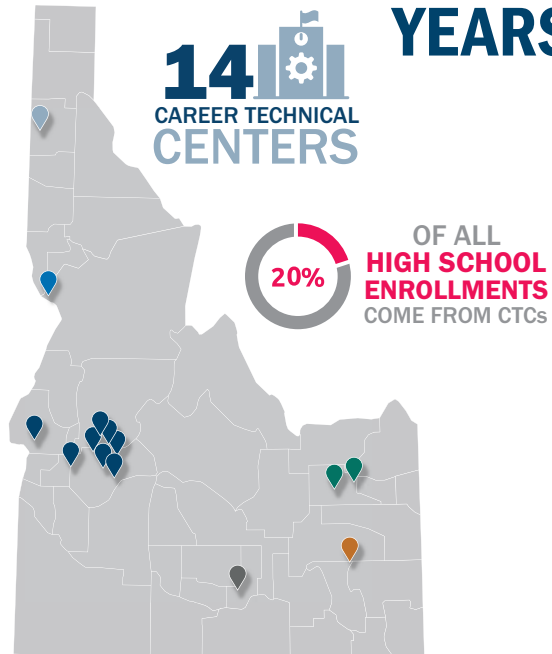 YEARS
14
CAREER TECHNICAL
CENTERS
20%
OF ALL
HIGH SCHOOL
ENROLLMENTS
COME FROM CTCs